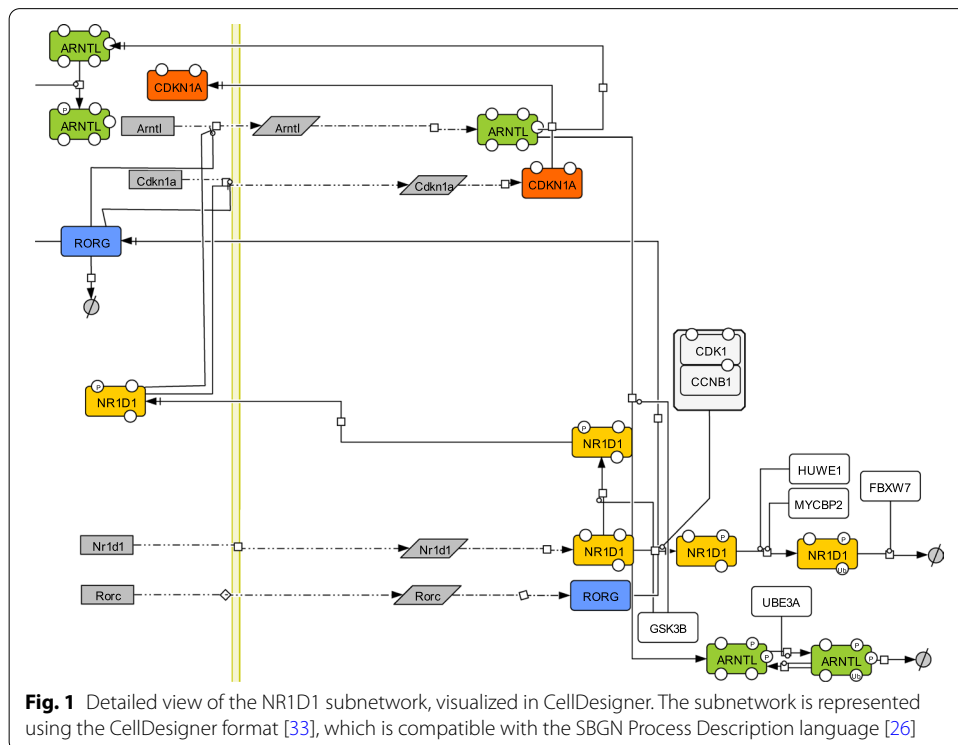 ARNTL
CDKN1A
P
ARNTL
Arntl
Arntl
ARNTL
Cdkn1a
Cdkn1a
CDKN1A
RORG
CDK1
CCNB1
P
NR1D1
P
NR1D1
HUWE1
MYCBP2
FBXW7
Nr1d1
Nr1d1
NR1D1
P
NR1D1
P
NR1D1
Ub
Rorc
Rorc
RORG
GSK3B
UBE3A
ARNTL
P
P
ARNTL
P
Ub
Fig. 1 Detailed view of the NR1D1 subnetwork, visualized in CellDesigner. The subnetwork is represented
using the CellDesigner format [33], which is compatible with the SBGN Process Description language [26]